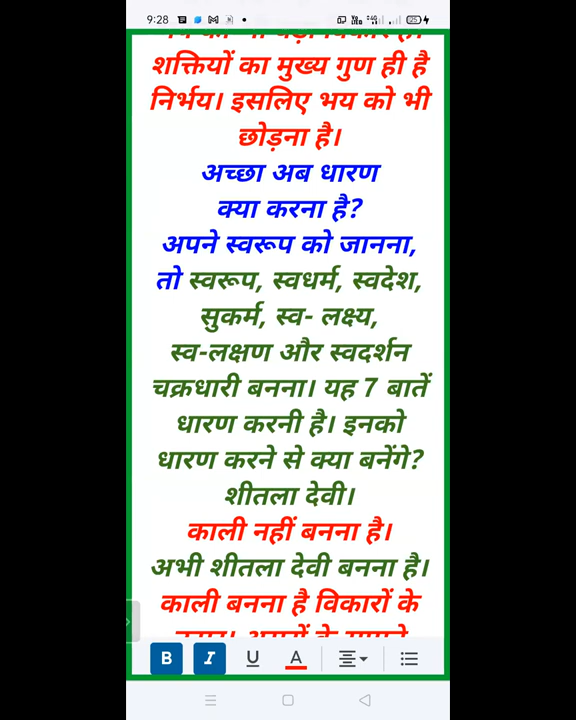 9:28
शक्तियों का मुख्य गुण ही है
निर्भय। इसलिए भय को भी
छोड़ना है।
अच्छा अब धारण
क्या करना है?
अपने स्वरूप को जानना,
तो स्वरूप, स्वधर्म, स्वदेश,
सुकर्म, स्व- लक्ष्य,
स्व-लक्षण और स्वदर्शन
चक्रधारी बनना। यह 7 बातें
धारण करनी है। इनको
धारण करने से क्या बनेंगे?
शीतला देवी।
काली नहीं बनना है।
अभी शीतला देवी बनना है।
काली बनना है विकारों के
B I U A